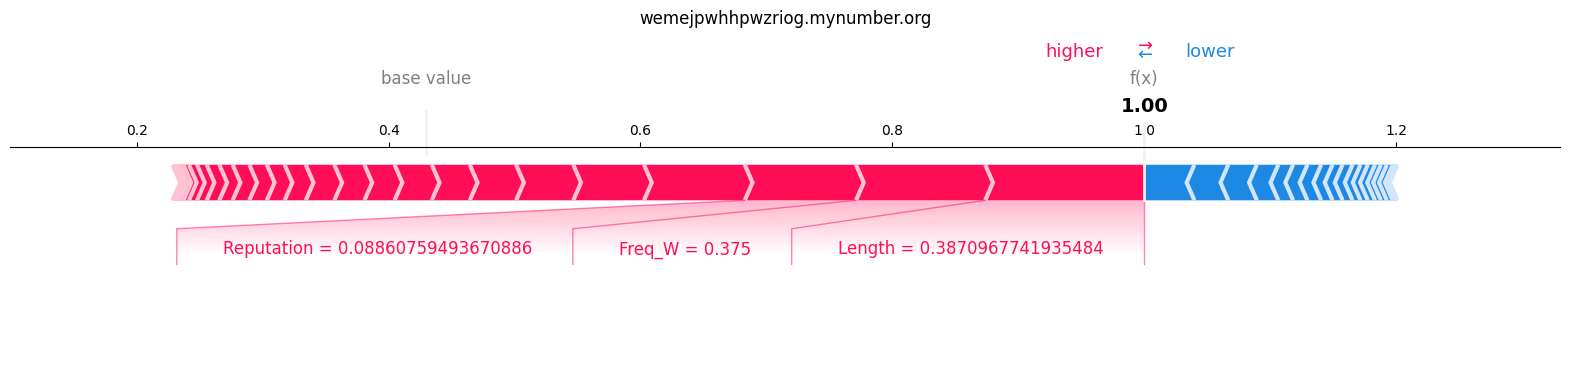 wemejpwhhpwzriog.mynumber.org
higher → ← lower
base value f(x)
1.00
0.2 0.4 0.6 0.8 1 0 1.2
Reputation = 0.08860759493670886 Freq_W = 0.375 Length = 0.3870967741935484